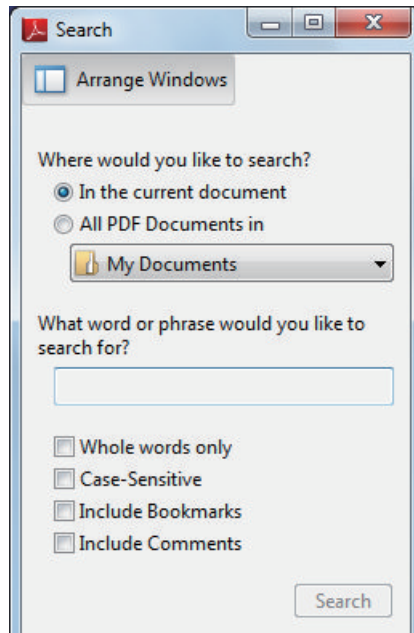 Search
Arrange Windows
Where would you like to search?
In the current document
All PDF Documents in
My Documents
What word or phrase would you like to
search for?
Whole words only
Case-Sensitive
Include Bookmarks
Include Comments
Search